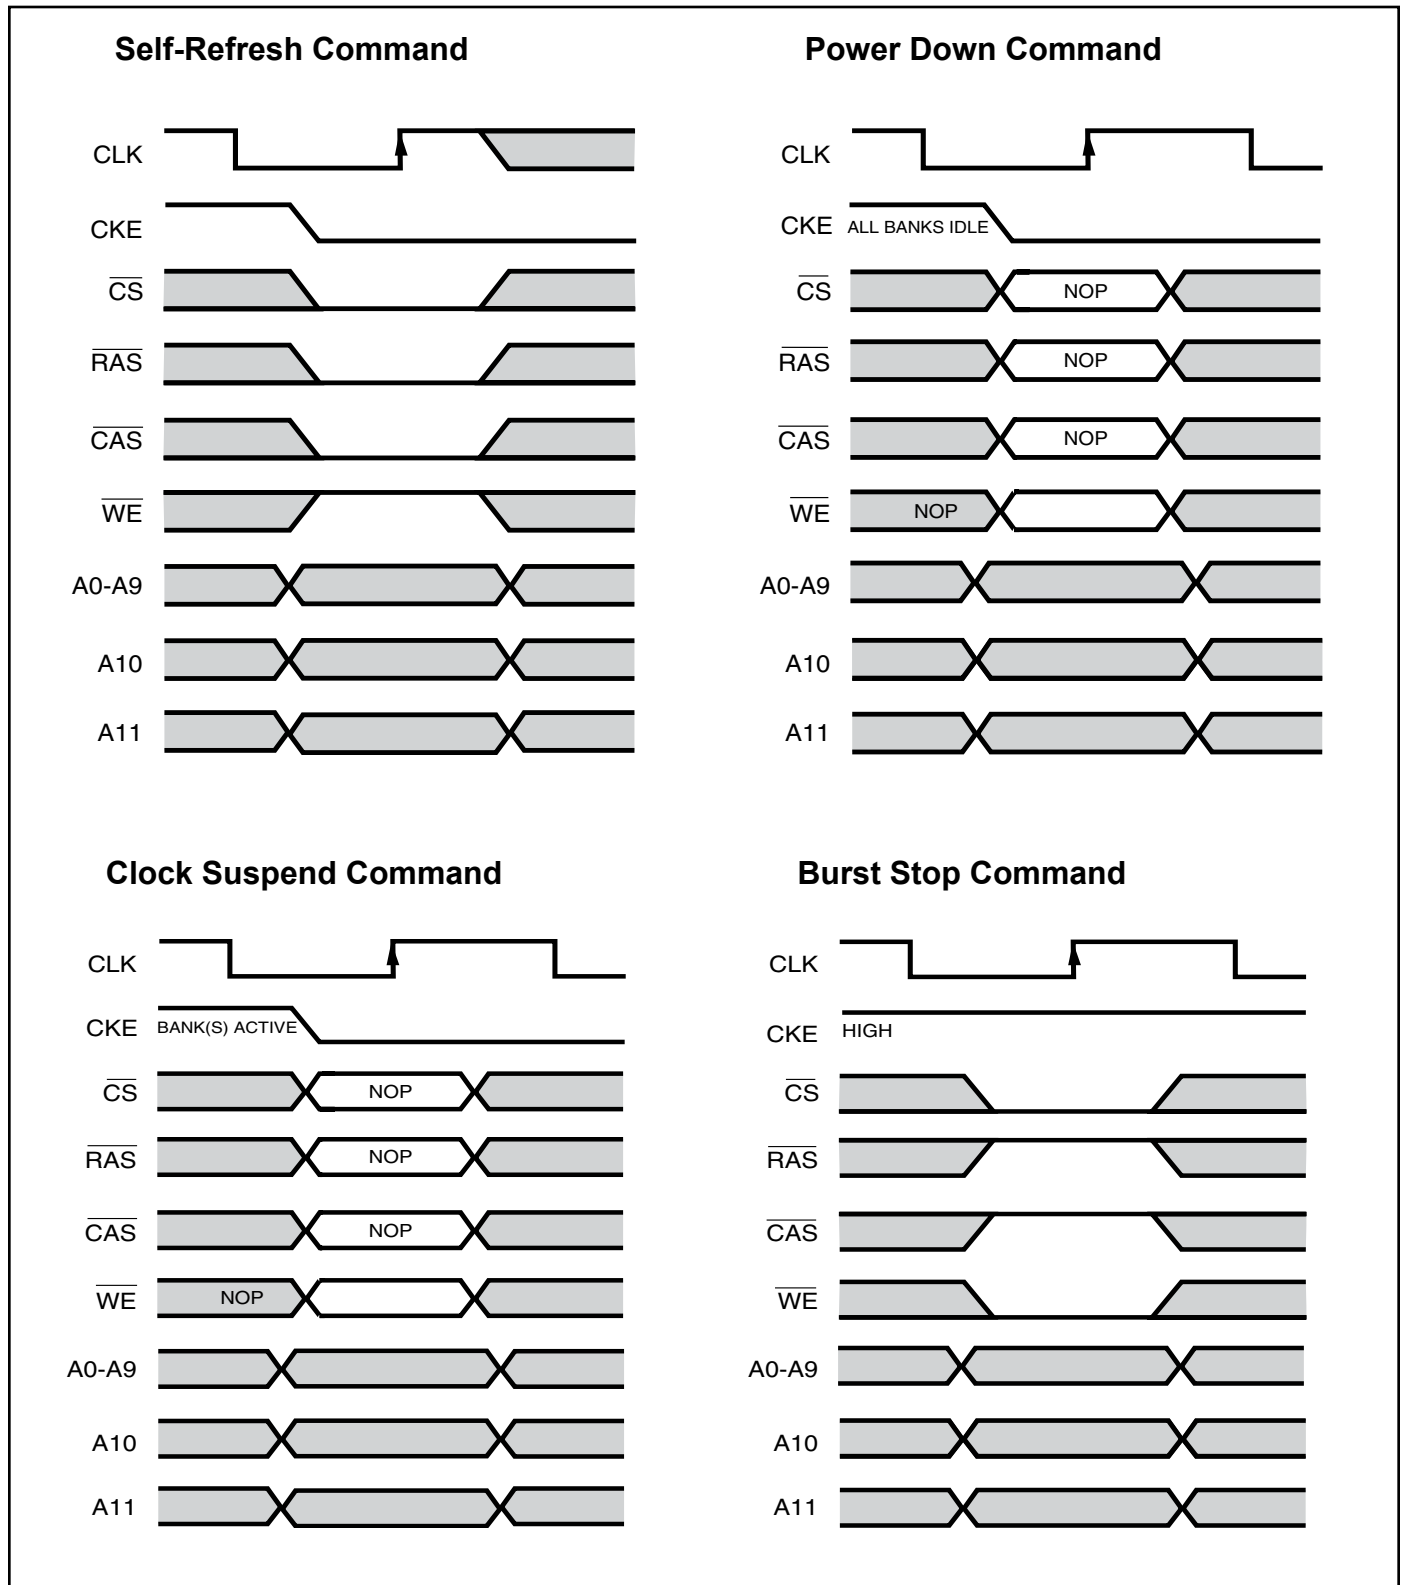 Self-Refresh Command
CLK
CKE
CS
RAS
CAS
WE
A0-A9
A10
A11
Power Down Command
CLK
CKE ALL BANKS IDLE
CS NOP
RAS NOP
CAS NOP
WE NOP
A0-A9
A10
A11
Clock Suspend Command
CLK
CKE BANK(S) ACTIVE
CS NOP
RAS NOP
CAS NOP
WE NOP
A0-A9
A10
A11
Burst Stop Command
CLK
CKE HIGH
CS
RAS
CAS
WE
A0-A9
A10
A11